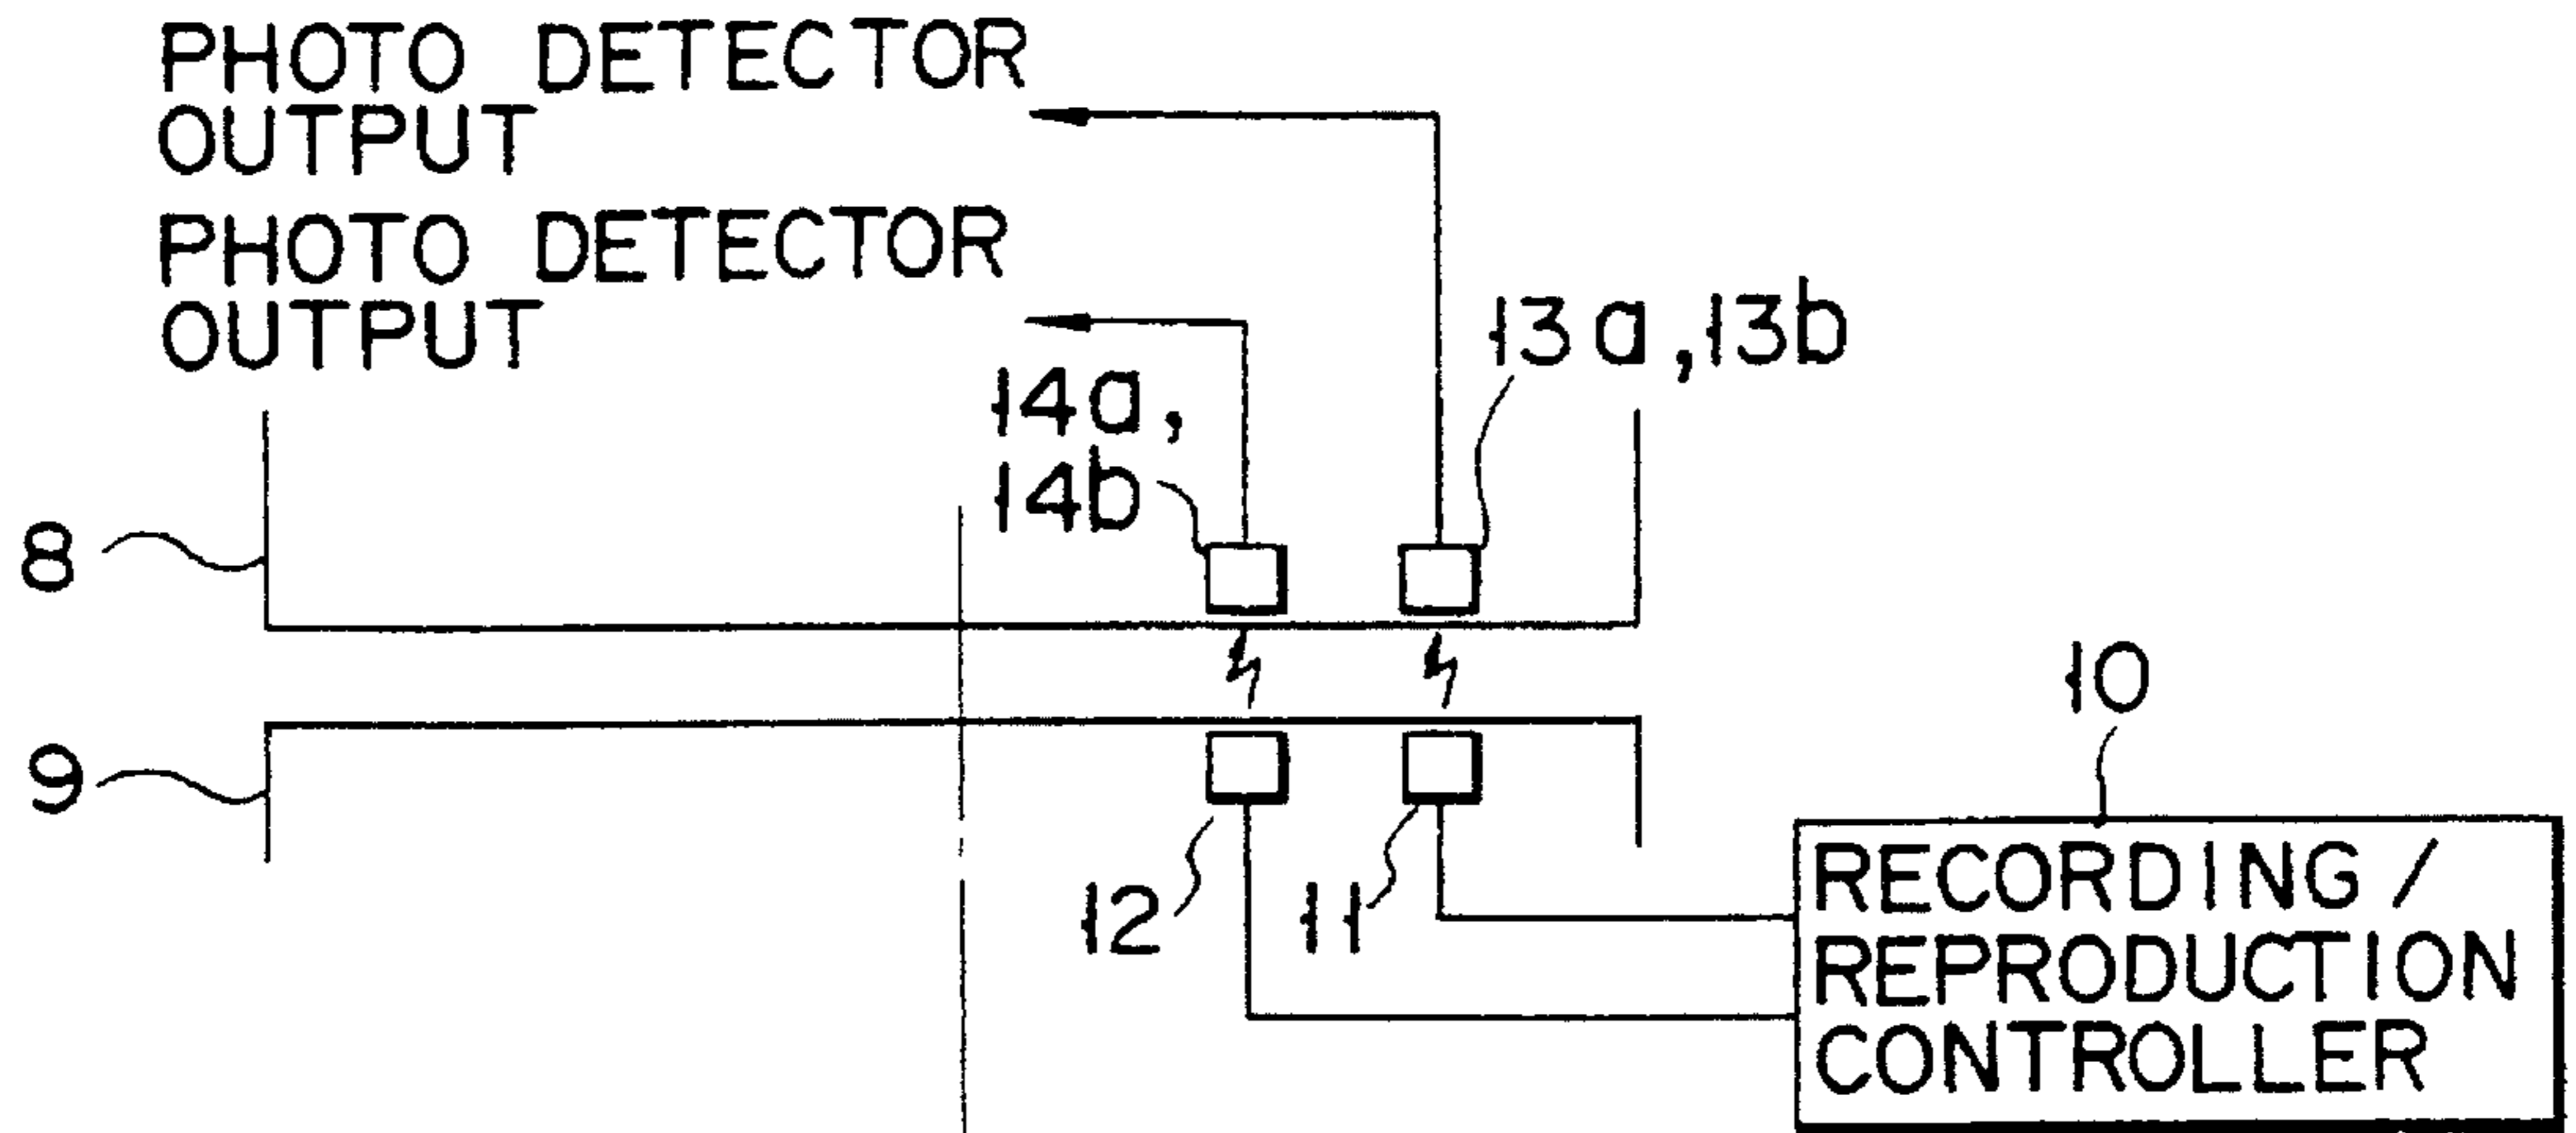 PHOTO DETECTOR
OUTPUT
PHOTO DETECTOR
OUTPUT
13a,13b
14a,
14b
8
9
10
12
11
RECORDING/
REPRODUCTION
CONTROLLER